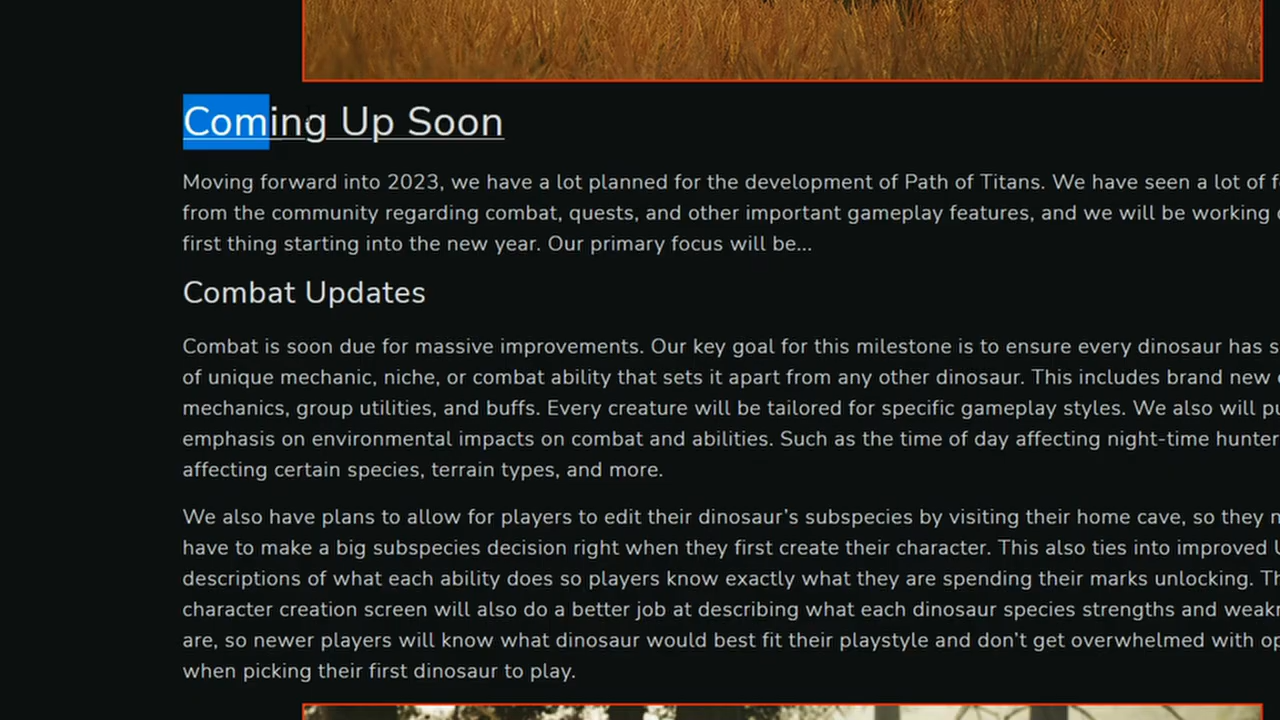 Coming Up Soon
Moving forward into 2023, we have a lot planned for the development of Path of Titans. We have seen a lot of
from the community regarding combat, quests, and other important gameplay features, and we will be working
first thing starting into the new year. Our primary focus will be...
Combat Updates
Combat is soon due for massive improvements. Our key goal for this milestone is to ensure every dinosaur has
of unique mechanic, niche, or combat ability that sets it apart from any other dinosaur. This includes brand new
mechanics, group utilities, and buffs. Every creature will be tailored for specific gameplay styles. We also will
emphasis on environmental impacts on combat and abilities. Such as the time of day affecting night-time
affecting certain species, terrain types, and more.
We also have plans to allow for players to edit their dinosaur's subspecies by visiting their home cave, so they
have to make a big subspecies decision right when they first create their character. This also ties into improved
descriptions of what each ability does so players know exactly what they are spending their marks unlocking.
character creation screen will also do a better job at describing what each dinosaur species strengths and
are, so newer players will know what dinosaur would best fit their playstyle and don't get overwhelmed with
when picking their first dinosaur to play.